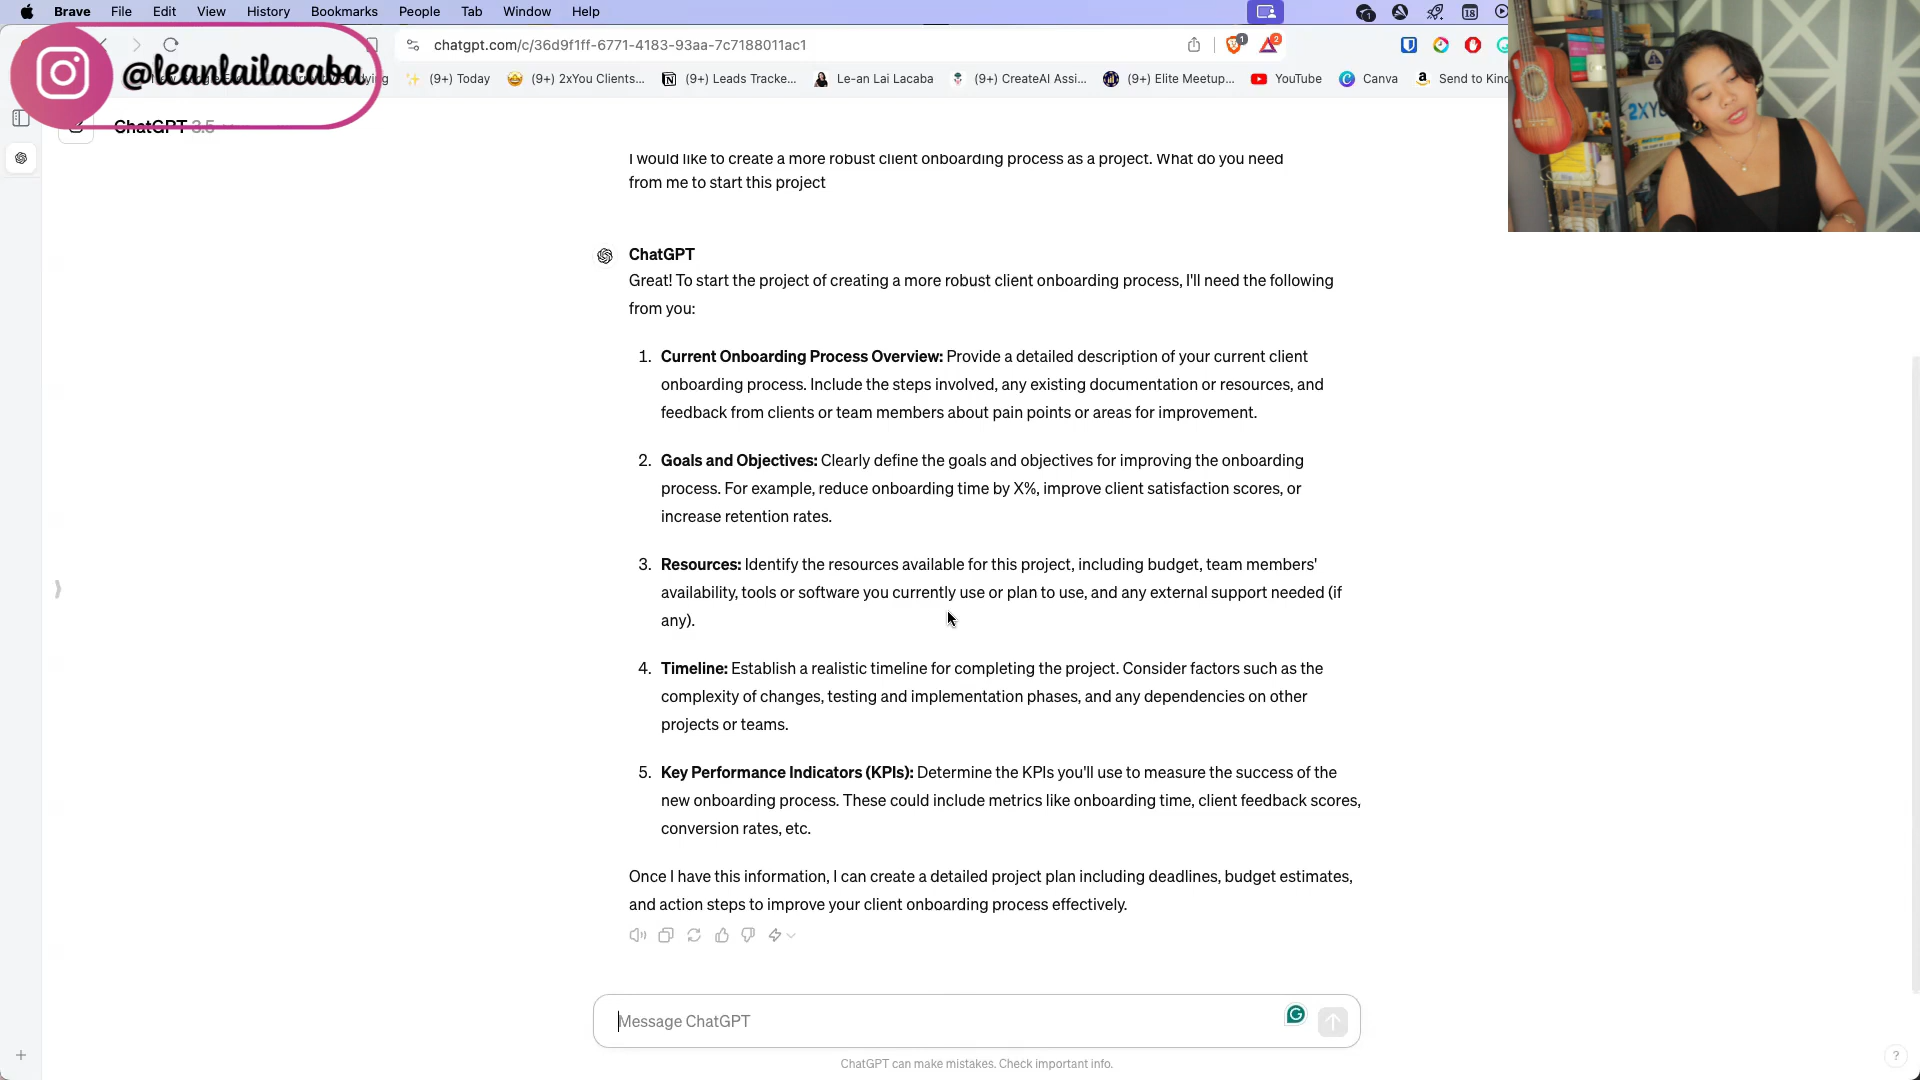 Brave File Edit View History Bookmarks People Tab Window Help
18
@leanlailacaba
chatgpt.com/c/36d9f1ff-6771-4183-93aa-7c7188011ac1
1
2
(9+) Today (9+) 2xYou Clients... (9+) Leads Tracke... Le-an Lai Lacaba (9+) CreateAI Assi... (9+) Elite Meetup... YouTube Canva Send to Kind
2XYOU
ChatGPT 3.5
I would like to create a more robust client onboarding process as a project. What do you need
from me to start this project
ChatGPT
Great! To start the project of creating a more robust client onboarding process, I'll need the following
from you:
1. Current Onboarding Process Overview: Provide a detailed description of your current client
onboarding process. Include the steps involved, any existing documentation or resources, and
feedback from clients or team members about pain points or areas for improvement.
2. Goals and Objectives: Clearly define the goals and objectives for improving the onboarding
process. For example, reduce onboarding time by X%, improve client satisfaction scores, or
increase retention rates.
3. Resources: Identify the resources available for this project, including budget, team members'
availability, tools or software you currently use or plan to use, and any external support needed (if
any).
4. Timeline: Establish a realistic timeline for completing the project. Consider factors such as the
complexity of changes, testing and implementation phases, and any dependencies on other
projects or teams.
5. Key Performance Indicators (KPIs): Determine the KPIs you'll use to measure the success of the
new onboarding process. These could include metrics like onboarding time, client feedback scores,
conversion rates, etc.
Once I have this information, I can create a detailed project plan including deadlines, budget estimates,
and action steps to improve your client onboarding process effectively.
Message ChatGPT
ChatGPT can make mistakes. Check important info.
?